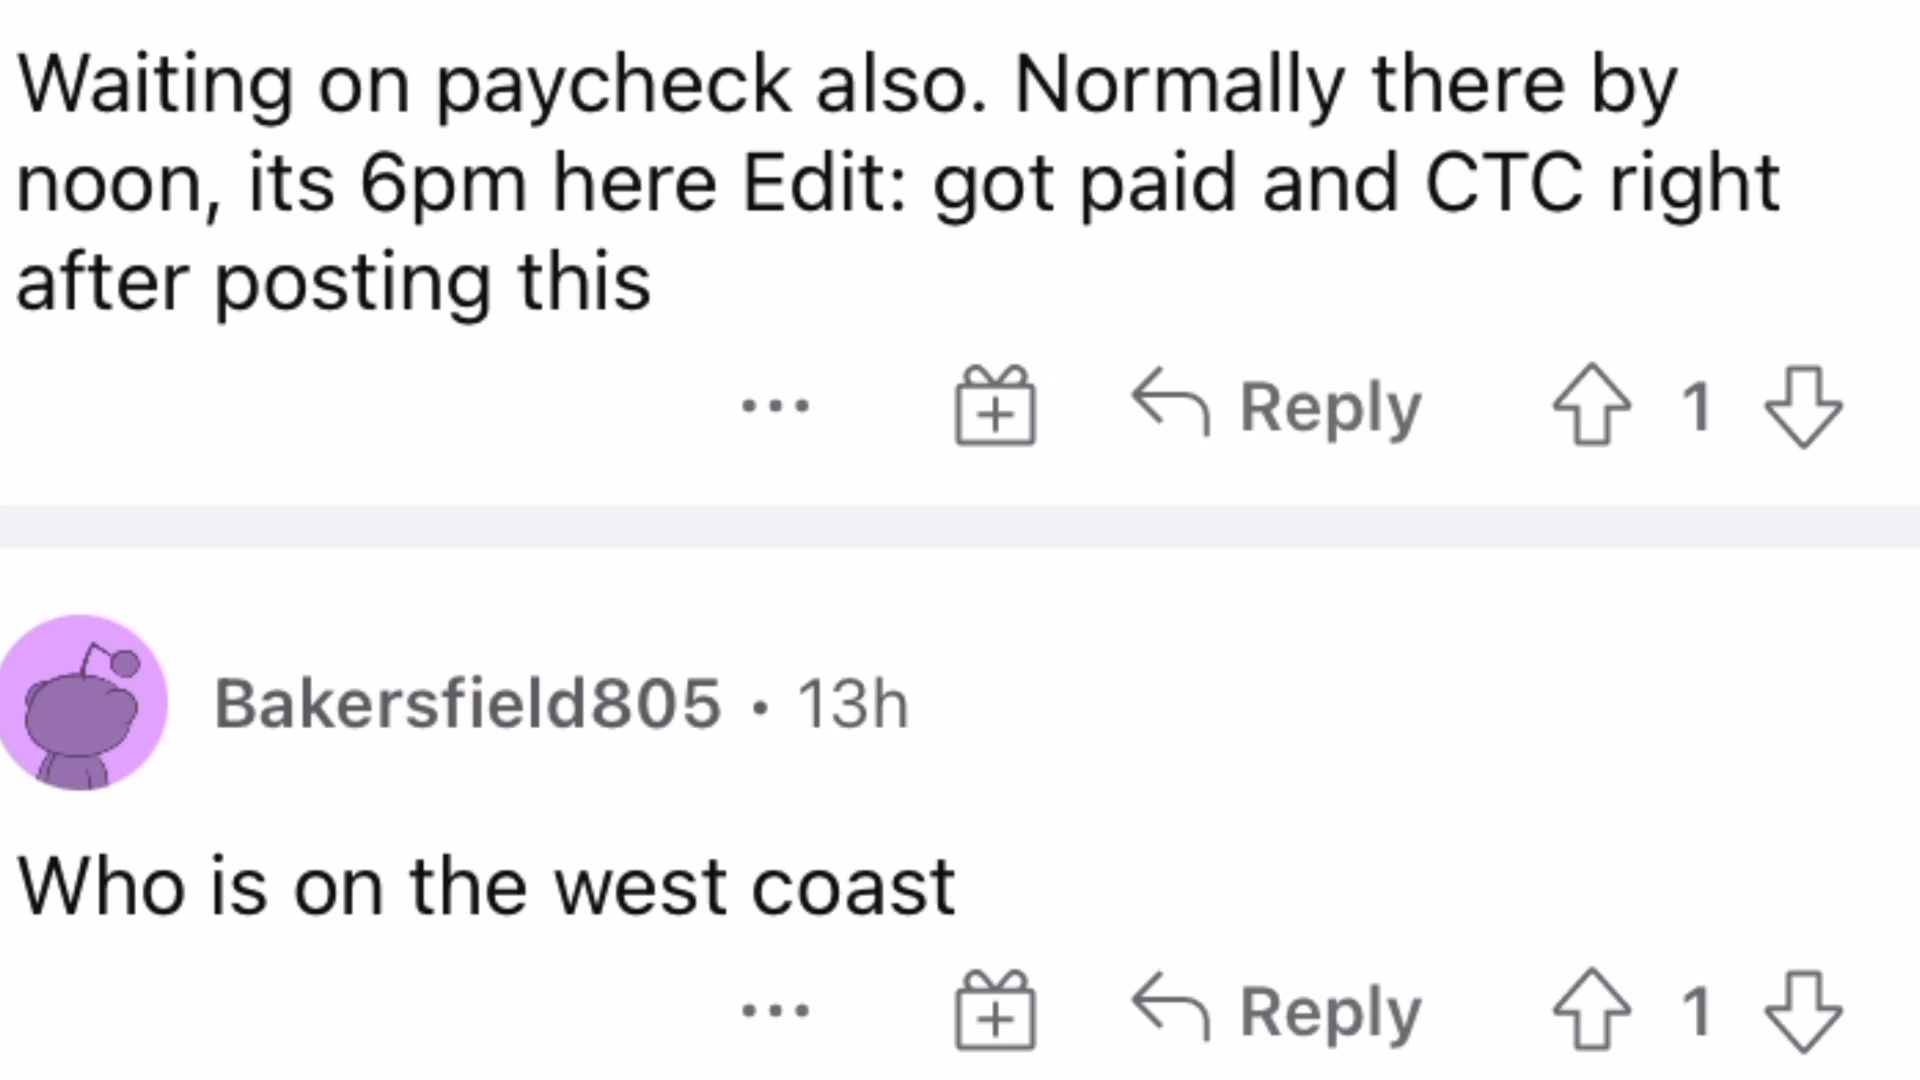 Waiting on paycheck also. Normally there by
noon, its 6pm here Edit: got paid and CTC right
after posting this
... Reply 1
Bakersfield805 • 13h
Who is on the west coast
... Reply 1